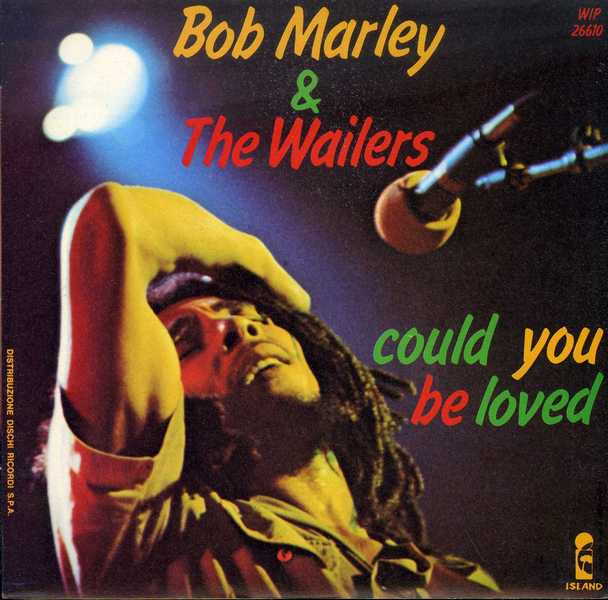 Bob Marley
&
The Wailers
WIP
26610
could you
be loved
DISTRIBUZIONE DISCHI RICORDI S.P.A.
ISLAND